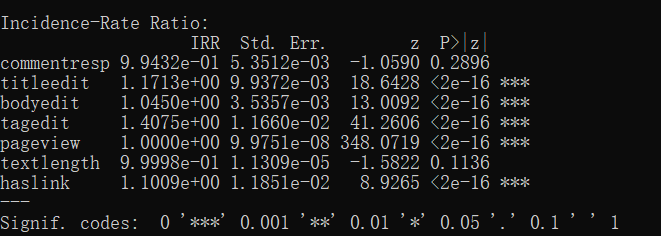 Incidence-Rate Ratio:
                    IRR  Std. Err.        z  P>|z|
commentresp 9.9432e-01 5.3512e-03  -1.0590 0.2896
titleedit   1.1713e+00 9.9372e-03  18.6428 <2e-16 ***
bodyedit    1.0450e+00 3.5357e-03  13.0092 <2e-16 ***
tagedit     1.4075e+00 1.1660e-02  41.2606 <2e-16 ***
pageview    1.0000e+00 9.9751e-08 348.0719 <2e-16 ***
textlength  9.9998e-01 1.1309e-05  -1.5822 0.1136
haslink     1.1009e+00 1.1851e-02   8.9265 <2e-16 ***
---
Signif. codes:  0 '***' 0.001 '**' 0.01 '*' 0.05 '.' 0.1 ' ' 1